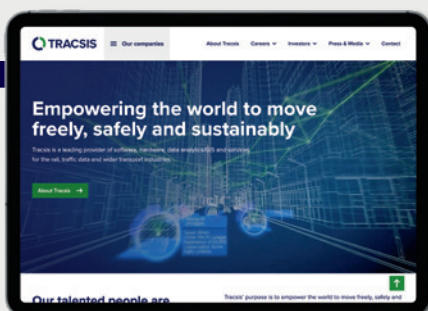 TRACSIS
Our companies
About Tracsis
Careers
Investors
Press & Media
Contact
Empowering the world to move
freely, safely and sustainably
Tracsis is a leading provider of software, hardware, data analytics/GIS and services
for the rail, traffic data and wider transport industries.
About Tracsis
Our talented people are
Tracsis' purpose is to empower the world to move freely, safely and